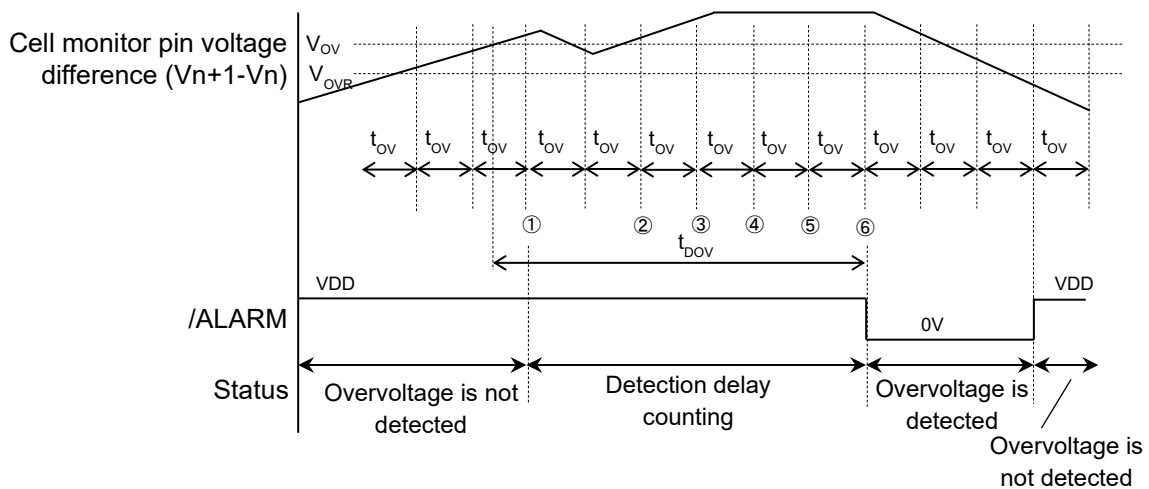 Cell monitor pin voltage
difference (Vn+1-Vn)
VOV
VOVR
tOV tOV tOV tOV tOV tOV tOV tOV tOV tOV tOV tOV tOV
① ② ③ ④ ⑤ ⑥
tDOV
VDD VDD
/ALARM
0V
Status
Overvoltage is not
detected
Detection delay
counting
Overvoltage is
detected
Overvoltage is
not detected